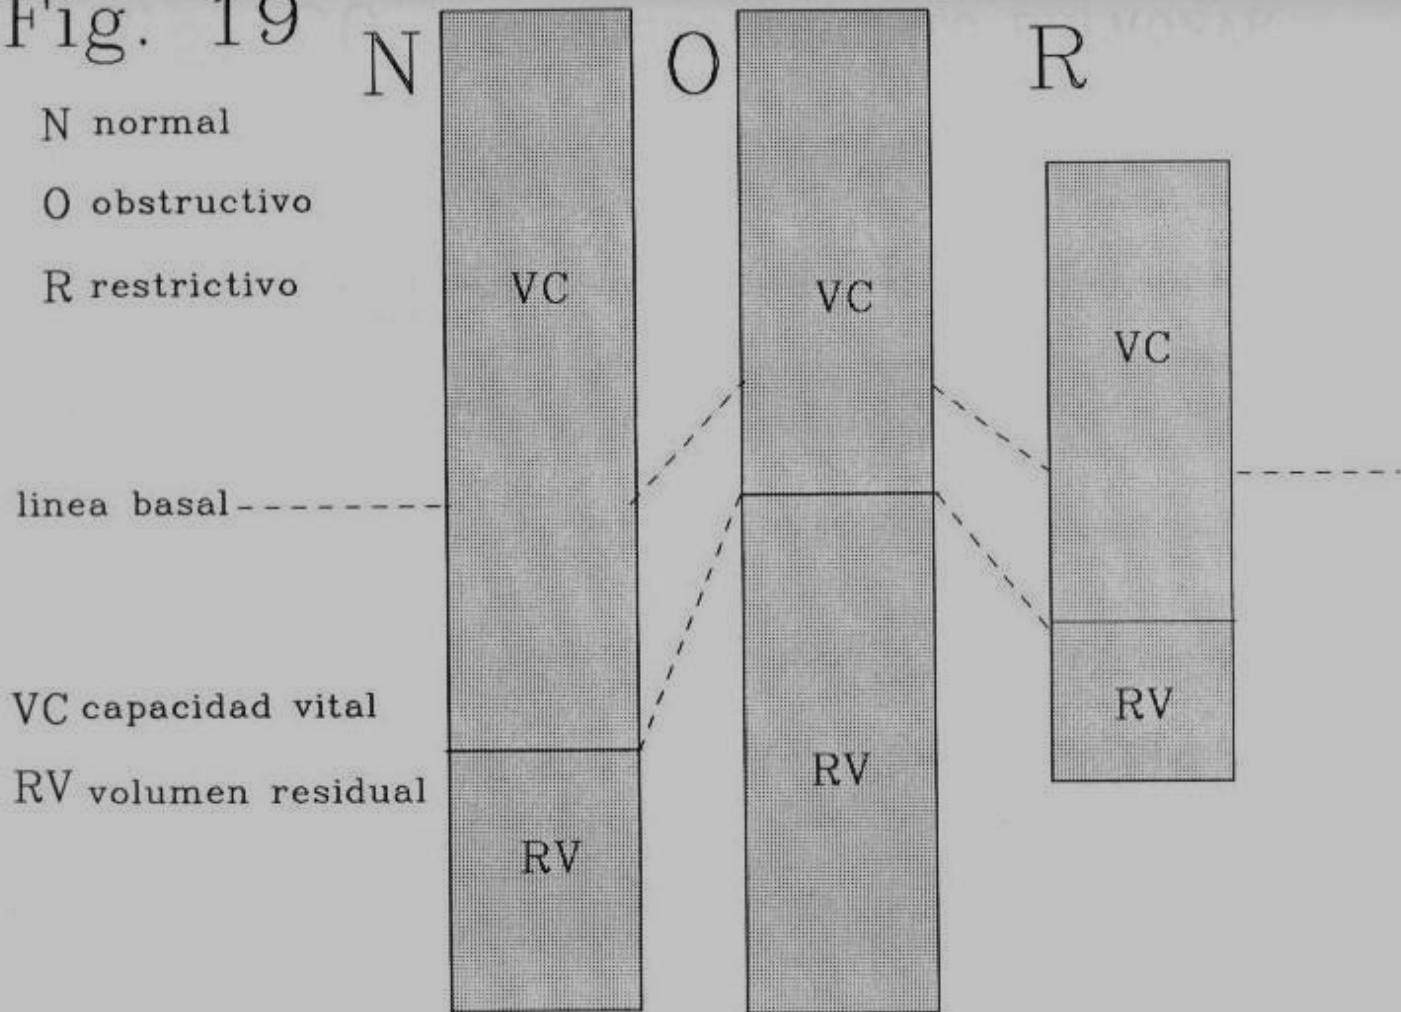 Fig. 19
N
O
R
N normal
O obstructivo
R restrictivo
VC
VC
VC
linea basal
VC capacidad vital
RV volumen residual
RV
RV
RV